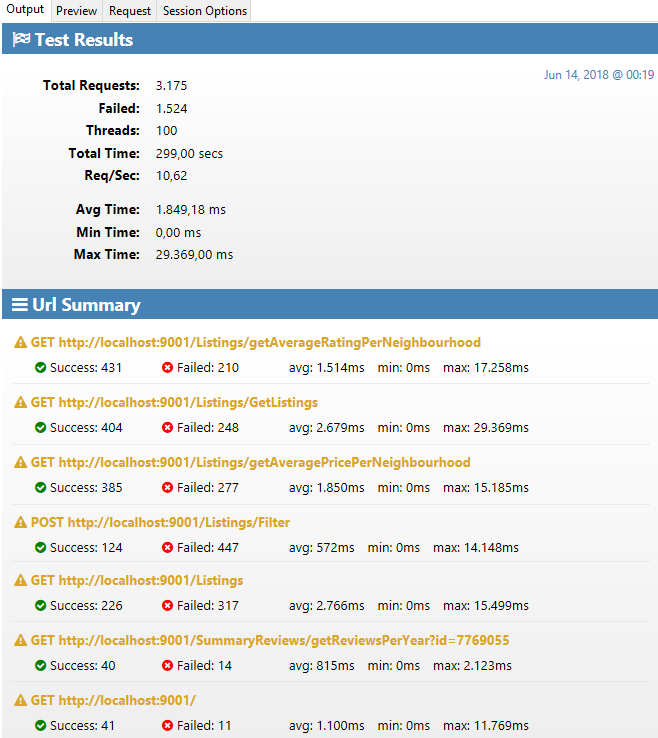 Output Preview Request Session Options
Test Results
Jun 14, 2018 @ 00:19
Total Requests: 3.175
Failed: 1.524
Threads: 100
Total Time: 299,00 secs
Req/Sec: 10,62
Avg Time: 1.849,18 ms
Min Time: 0,00 ms
Max Time: 29.369,00 ms
Url Summary
GET http://localhost:9001/Listings/getAverageRatingPerNeighbourhood
Success: 431 Failed: 210 avg: 1.514ms min: 0ms max: 17.258ms
GET http://localhost:9001/Listings/GetListings
Success: 404 Failed: 248 avg: 2.679ms min: 0ms max: 29.369ms
GET http://localhost:9001/Listings/getAveragePricePerNeighbourhood
Success: 385 Failed: 277 avg: 1.850ms min: 0ms max: 15.185ms
POST http://localhost:9001/Listings/Filter
Success: 124 Failed: 447 avg: 572ms min: 0ms max: 14.148ms
GET http://localhost:9001/Listings
Success: 226 Failed: 317 avg: 2.766ms min: 0ms max: 15.499ms
GET http://localhost:9001/SummaryReviews/getReviewsPerYear?id=7769055
Success: 40 Failed: 14 avg: 815ms min: 0ms max: 2.123ms
GET http://localhost:9001/
Success: 41 Failed: 11 avg: 1.100ms min: 0ms max: 11.769ms